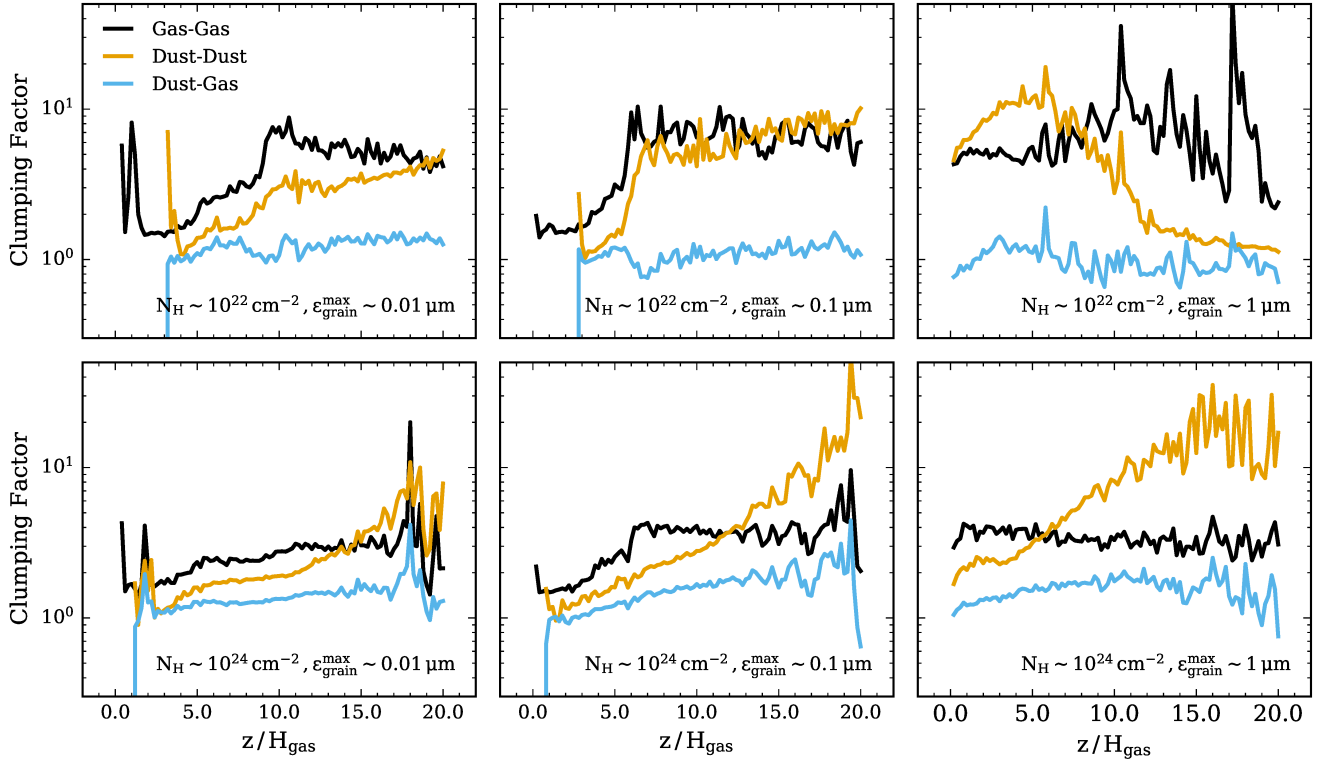 Clumping Factor
10¹
10⁰
Gas-Gas
Dust-Dust
Dust-Gas
N_H ~ 10²² cm⁻², ε_grain^max ~ 0.01 μm
N_H ~ 10²² cm⁻², ε_grain^max ~ 0.1 μm
N_H ~ 10²² cm⁻², ε_grain^max ~ 1 μm
Clumping Factor
10¹
10⁰
N_H ~ 10²⁴ cm⁻², ε_grain^max ~ 0.01 μm
N_H ~ 10²⁴ cm⁻², ε_grain^max ~ 0.1 μm
N_H ~ 10²⁴ cm⁻², ε_grain^max ~ 1 μm
0.0 5.0 10.0 15.0 20.0
0.0 5.0 10.0 15.0 20.0
0.0 5.0 10.0 15.0 20.0
z/H_gas
z/H_gas
z/H_gas